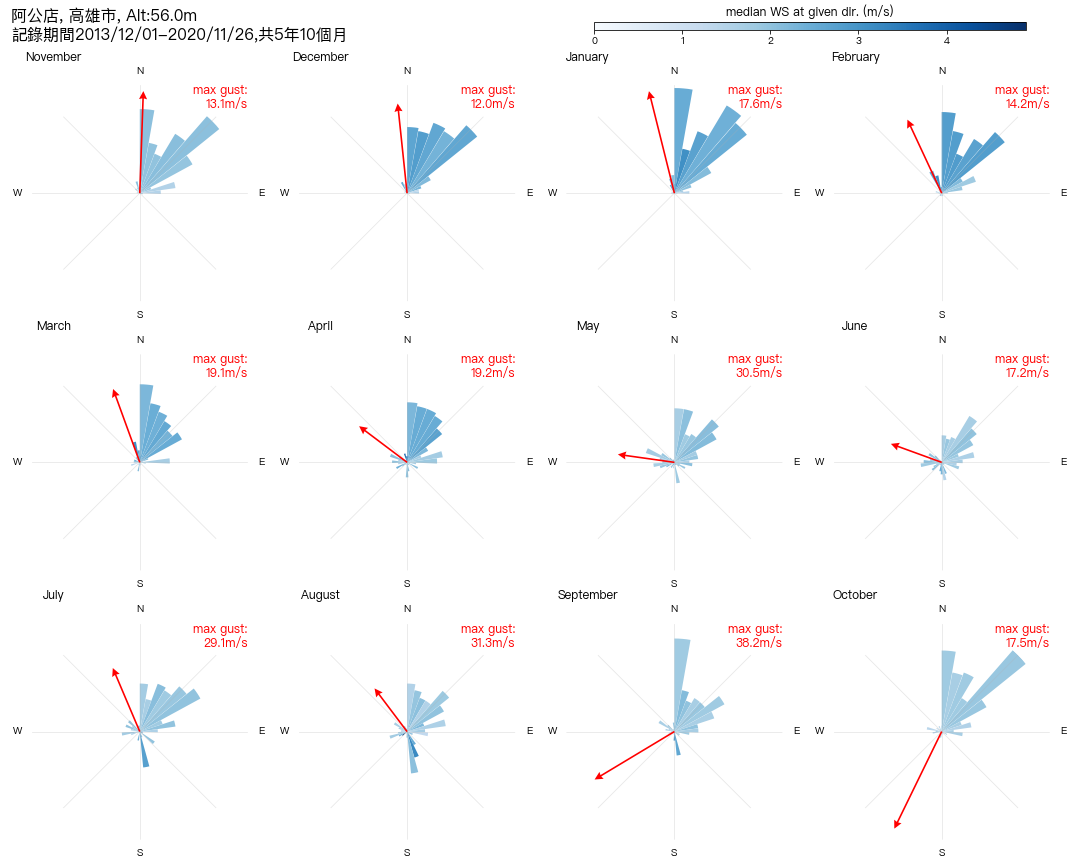 阿公店, 高雄市, Alt:56.0m
記錄期間2013/12/01–2020/11/26,共5年10個月
median WS at given dir. (m/s)
0 1 2 3 4
November
N
max gust:
13.1m/s
W E
S
December
N
max gust:
12.0m/s
W E
S
January
N
max gust:
17.6m/s
W E
S
February
N
max gust:
14.2m/s
W E
S
March
N
max gust:
19.1m/s
W E
S
April
N
max gust:
19.2m/s
W E
S
May
N
max gust:
30.5m/s
W E
S
June
N
max gust:
17.2m/s
W E
S
July
N
max gust:
29.1m/s
W E
S
August
N
max gust:
31.3m/s
W E
S
September
N
max gust:
38.2m/s
W E
S
October
N
max gust:
17.5m/s
W E
S